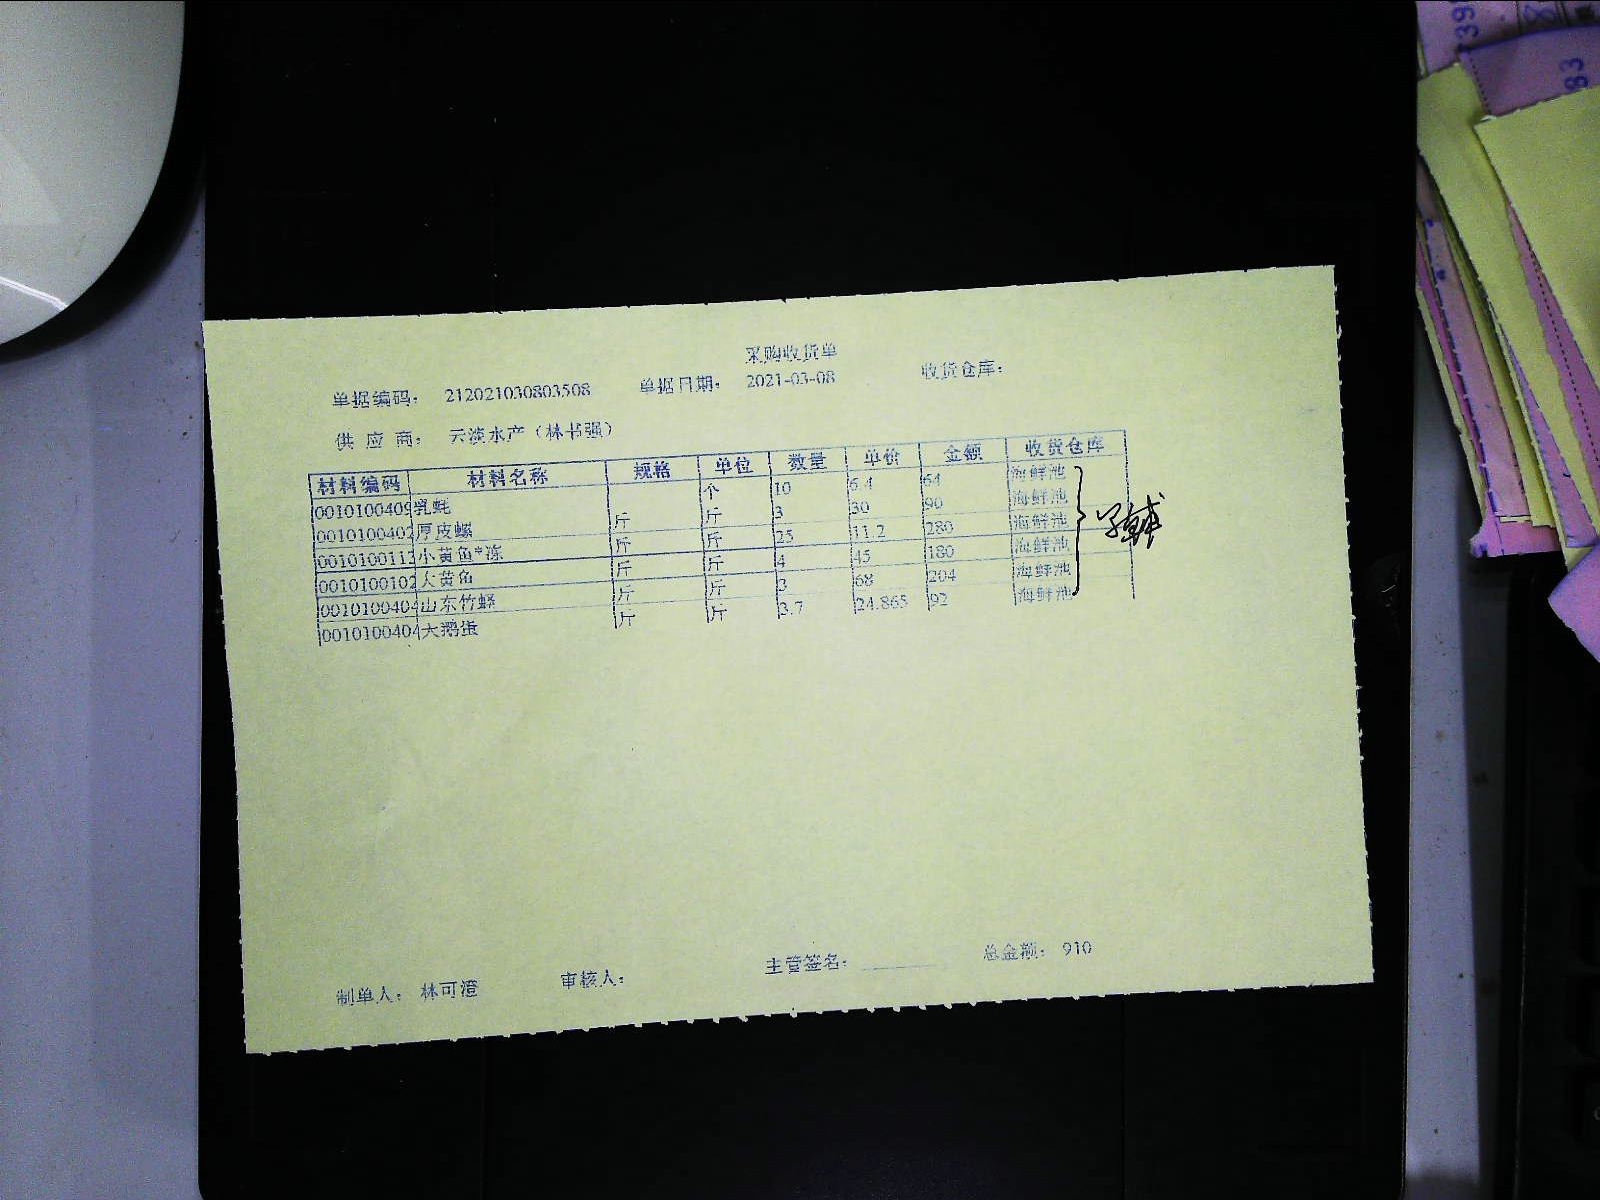 采购收货单
单据编码： 212021030803508 单据日期： 2021-03-08 收货仓库：
供应商： 云淡水产（林书强）
材料编码 材料名称 规格 单位 数量 单价 金额 收货仓库
0010100409 乳蚝 个 10 6.4 64 海鲜池
0010100402 厚皮螺 斤 斤 3 30 90 海鲜池
0010100113 小黄鱼*冻 斤 斤 25 11.2 280 海鲜池
0010100102 大黄鱼 斤 斤 4 45 180 海鲜池
0010100404 山东竹蛏 斤 斤 3 68 204 海鲜池
0010100404 大鹅蛋 斤 斤 3.7 24.865 92 海鲜池
制单人： 林可澄 审核人： 主管签名： 总金额： 910
39
8
83